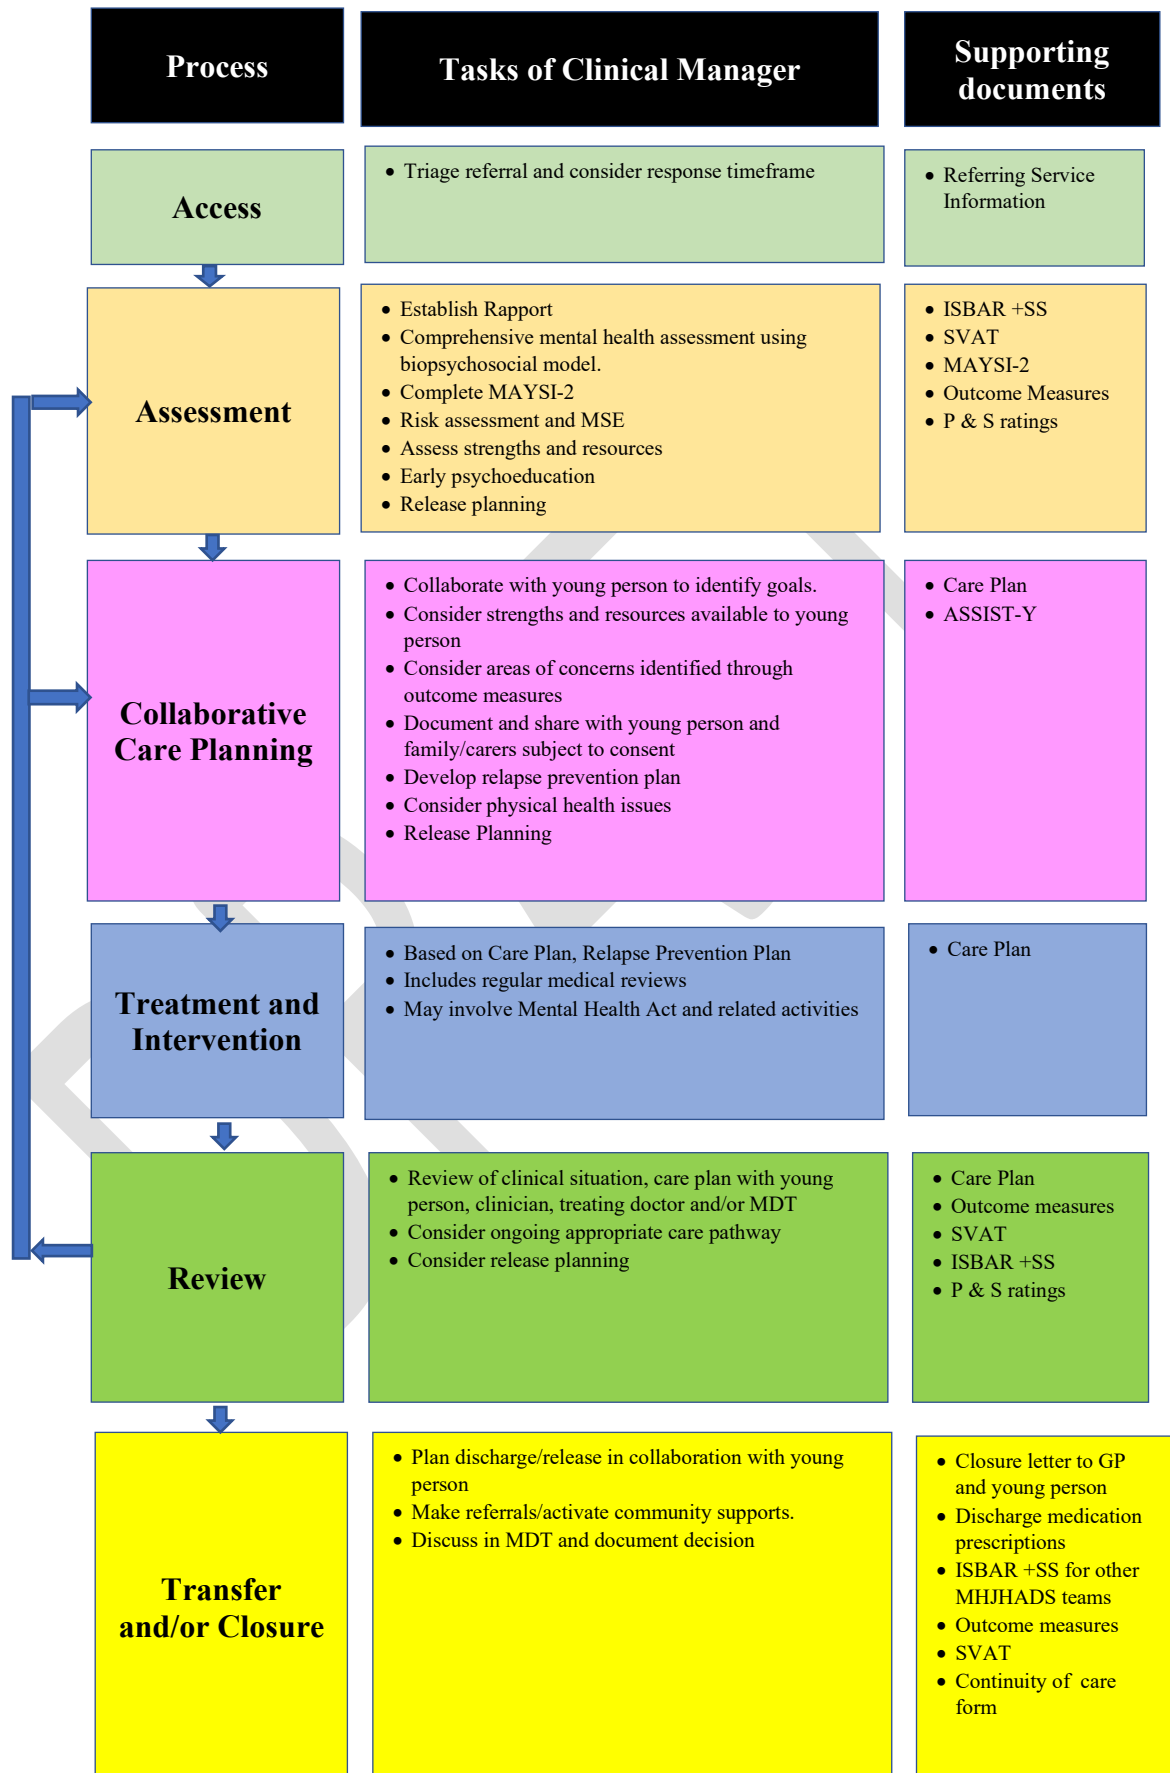 Process
Tasks of Clinical Manager
Supporting
documents
Access
• Triage referral and consider response timeframe
• Referring Service
Information
Assessment
• Establish Rapport
• Comprehensive mental health assessment using
biopsychosocial model.
• Complete MAYSI-2
• Risk assessment and MSE
• Assess strengths and resources
• Early psychoeducation
• Release planning
• ISBAR +SS
• SVAT
• MAYSI-2
• Outcome Measures
• P & S ratings
Collaborative
Care Planning
• Collaborate with young person to identify goals.
• Consider strengths and resources available to young
person
• Consider areas of concerns identified through
outcome measures
• Document and share with young person and
family/carers subject to consent
• Develop relapse prevention plan
• Consider physical health issues
• Release Planning
• Care Plan
• ASSIST-Y
Treatment and
Intervention
• Based on Care Plan, Relapse Prevention Plan
• Includes regular medical reviews
• May involve Mental Health Act and related activities
• Care Plan
Review
• Review of clinical situation, care plan with young
person, clinician, treating doctor and/or MDT
• Consider ongoing appropriate care pathway
• Consider release planning
• Care Plan
• Outcome measures
• SVAT
• ISBAR +SS
• P & S ratings
Transfer
and/or Closure
• Plan discharge/release in collaboration with young
person
• Make referrals/activate community supports.
• Discuss in MDT and document decision
• Closure letter to GP
and young person
• Discharge medication
prescriptions
• ISBAR +SS for other
MHJHADS teams
• Outcome measures
• SVAT
• Continuity of care
form